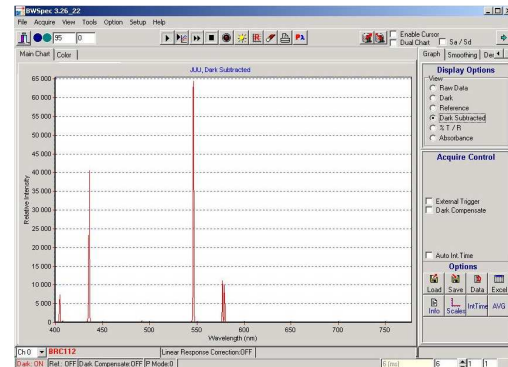 BWSpec 3.26_22
File Acquire View Tools Option Setup Help
95 0
Enable Cursor
Dual Chart Sa / Sd
Main Chart Color
Graph Smoothing
JUU, Dark Subtracted
Display Options
View
Raw Data
Dark
Reference
Dark Subtracted
% T / R
Absorbance
Acquire Control
External Trigger
Dark Compensate
Auto Int.Time
Options
Load Save Data Excel
Info Scales IntTime AVG
Relative Intensity
65 000
60 000
55 000
50 000
45 000
40 000
35 000
30 000
25 000
20 000
15 000
10 000
5 000
0
400 450 500 550 600 650 700 750
Wavelength (nm)
Ch 0 BRC112 Linear Response Correction:OFF
Dark: ON Ref.: OFF Dark Compensate:OFF P Mode:0 6 (ms) 6 1 1